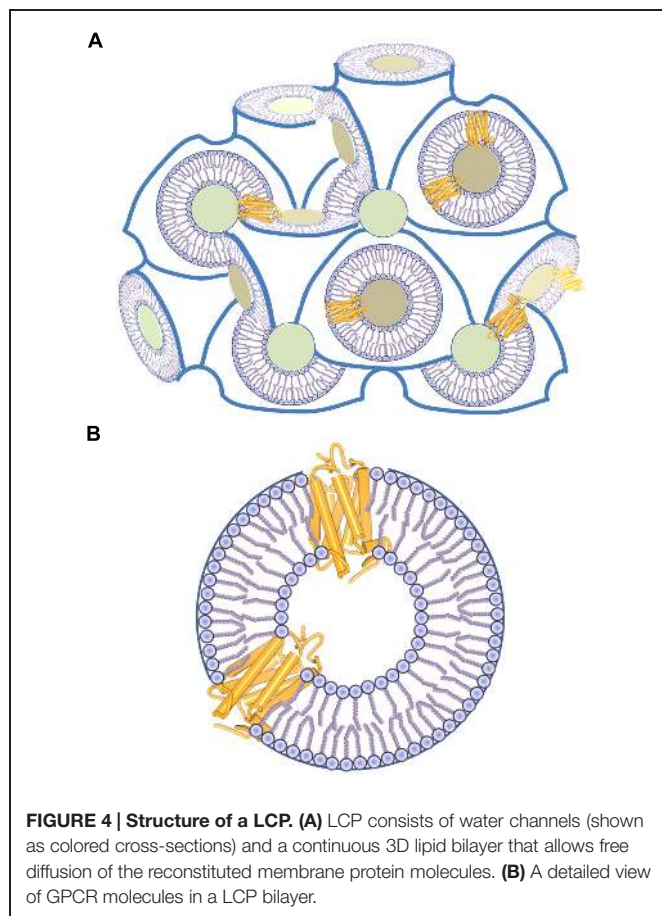 A
B
FIGURE 4 | Structure of a LCP. (A) LCP consists of water channels (shown
as colored cross-sections) and a continuous 3D lipid bilayer that allows free
diffusion of the reconstituted membrane protein molecules. (B) A detailed view
of GPCR molecules in a LCP bilayer.